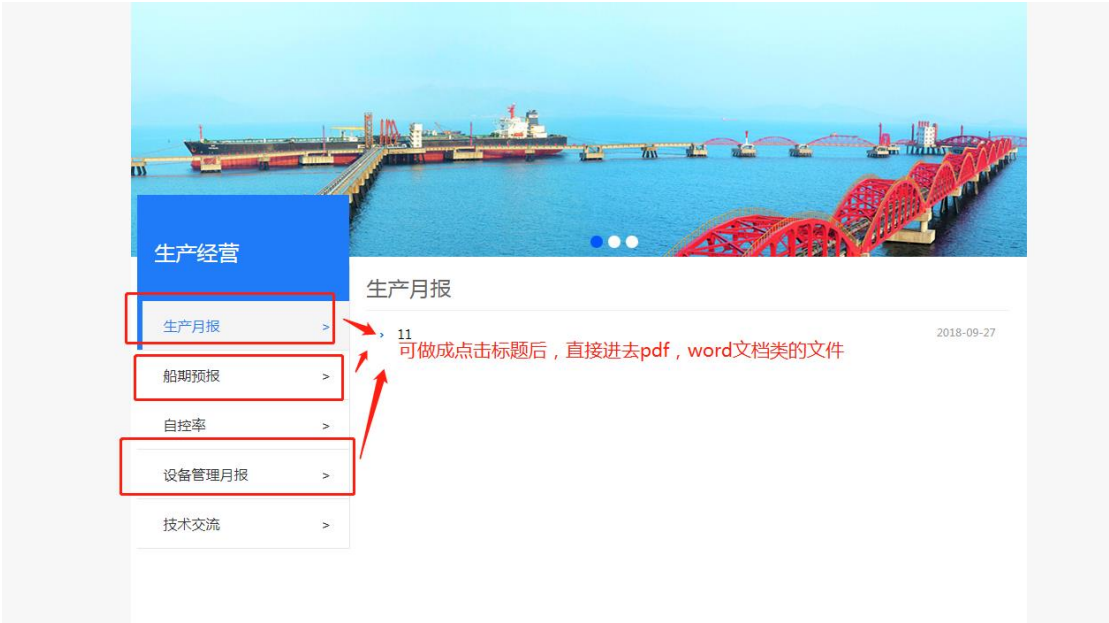 生产经营
生产月报
生产月报 >
› 11 2018-09-27
可做成点击标题后，直接进去pdf，word文档类的文件
船期预报 >
自控率 >
设备管理月报 >
技术交流 >